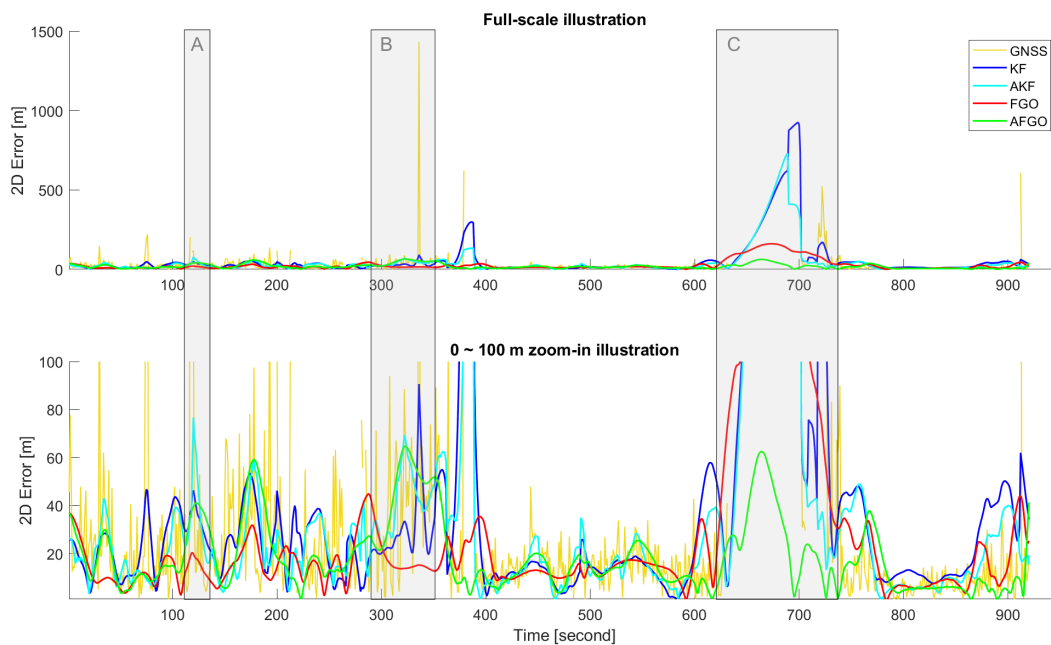 Full-scale illustration
A
B
C
GNSS
KF
AKF
FGO
AFGO
1500
1000
500
0
2D Error [m]
100 200 300 400 500 600 700 800 900
0 ~ 100 m zoom-in illustration
100
80
60
40
20
2D Error [m]
100 200 300 400 500 600 700 800 900
Time [second]